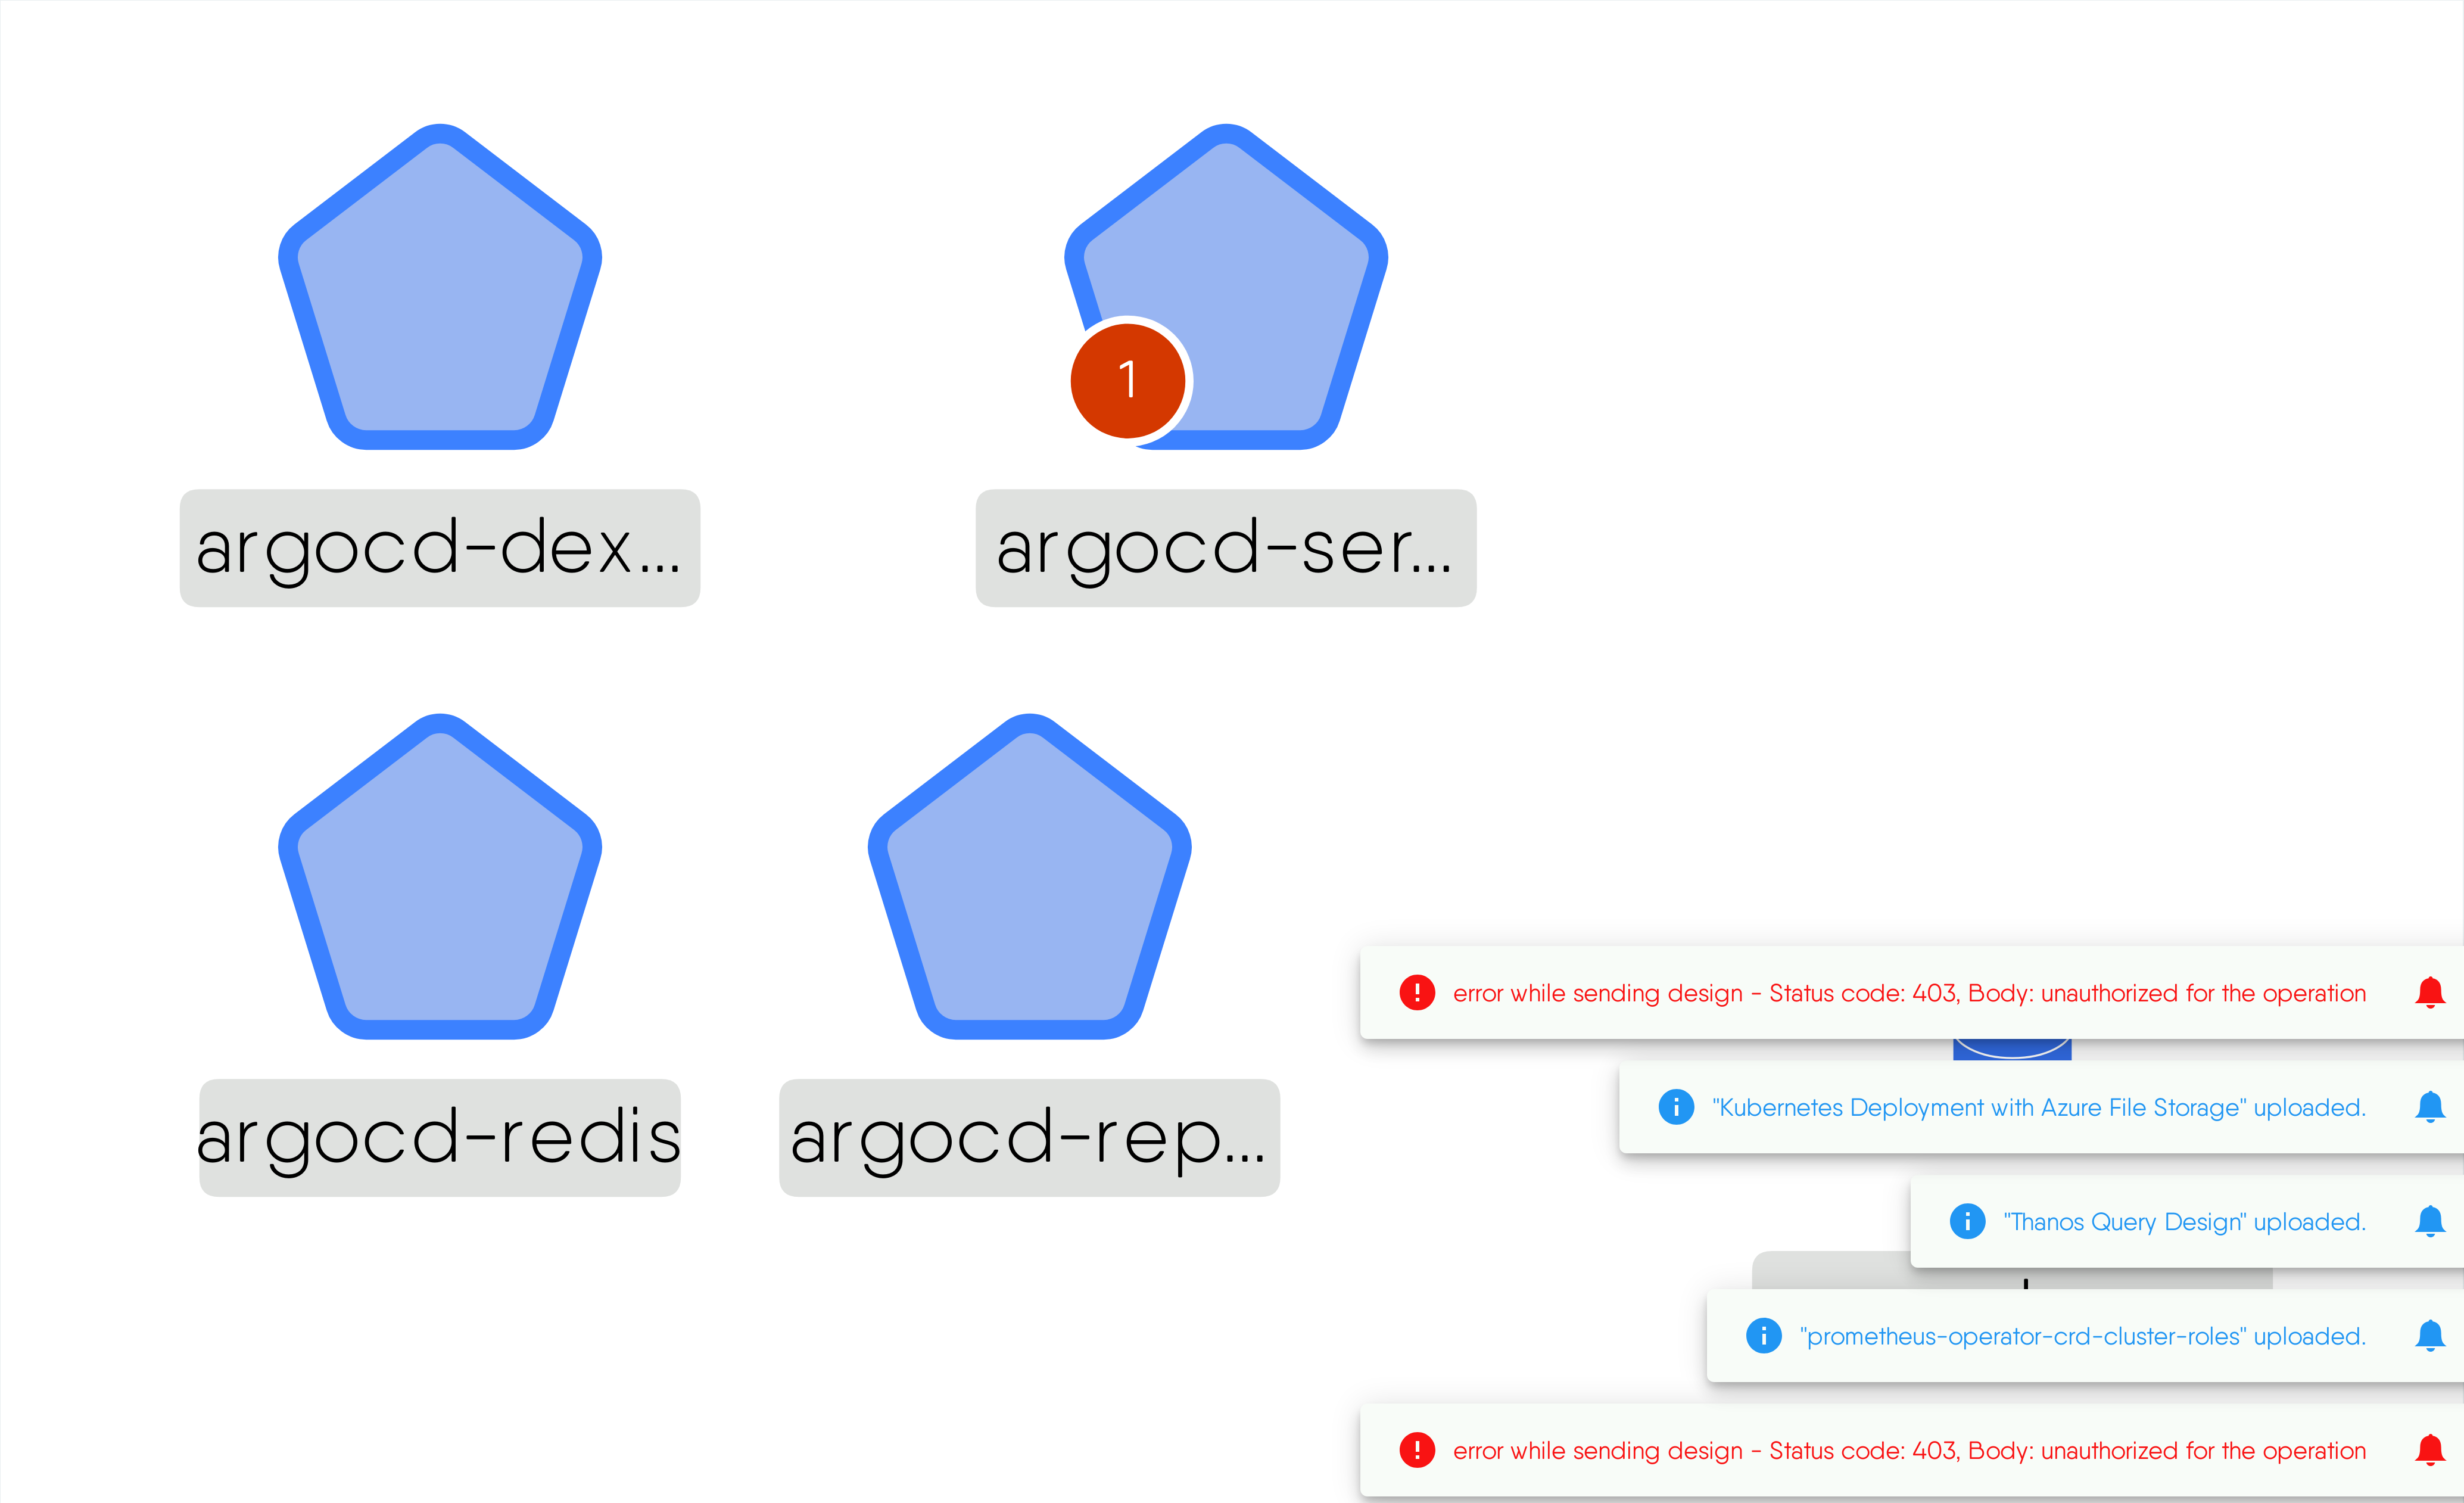 1
argocd-dex...
argocd-ser...
argocd-redis
argocd-rep...
error while sending design - Status code: 403, Body: unauthorized for the operation
"Kubernetes Deployment with Azure File Storage" uploaded.
"Thanos Query Design" uploaded.
"prometheus-operator-crd-cluster-roles" uploaded.
error while sending design - Status code: 403, Body: unauthorized for the operation